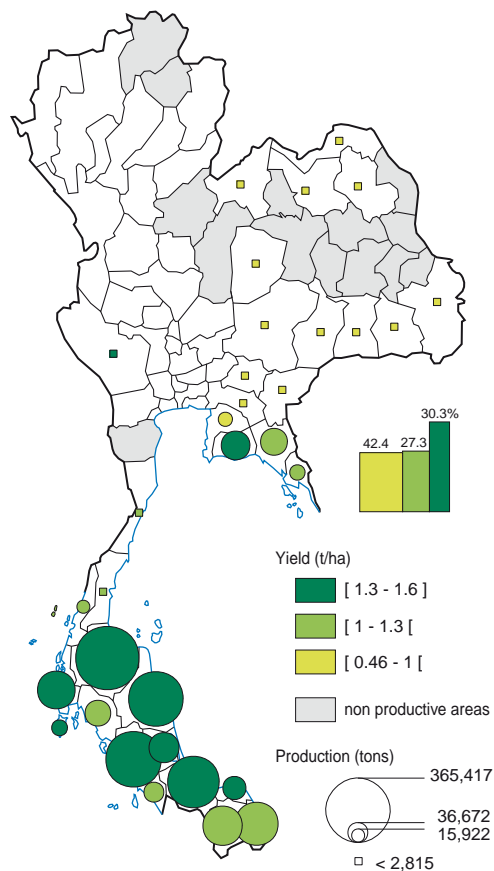 30.3%
42.4
27.3
Yield (t/ha)
[ 1.3 - 1.6 ]
[ 1 - 1.3 [
[ 0.46 - 1 [
non productive areas
Production (tons)
365,417
36,672
15,922
< 2,815